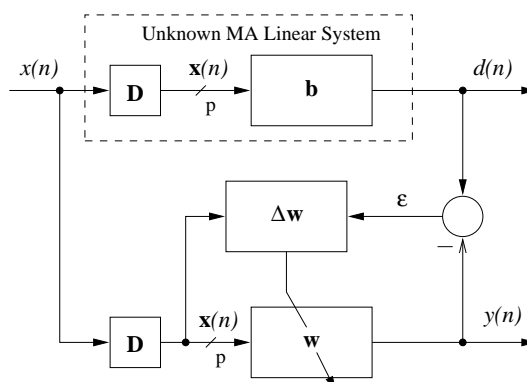 Unknown MA Linear System
x(n)
D
x(n)
p
b
d(n)
Δw
ε
−
D
x(n)
p
w
y(n)